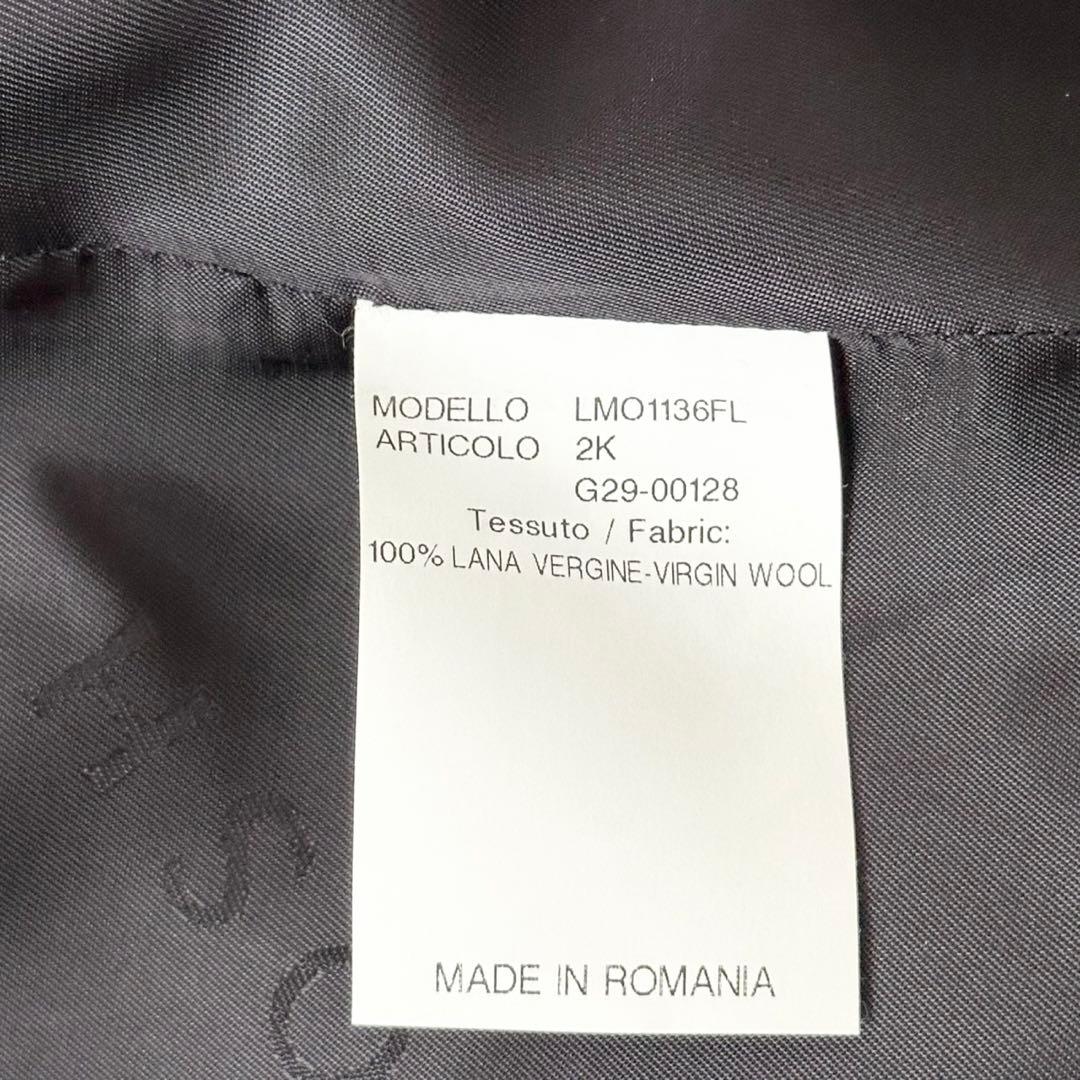 MODELLO LMO1136FL
ARTICOLO 2K
G29-00128
Tessuto / Fabric:
100% LANA VERGINE-VIRGIN WOOL
MADE IN ROMANIA